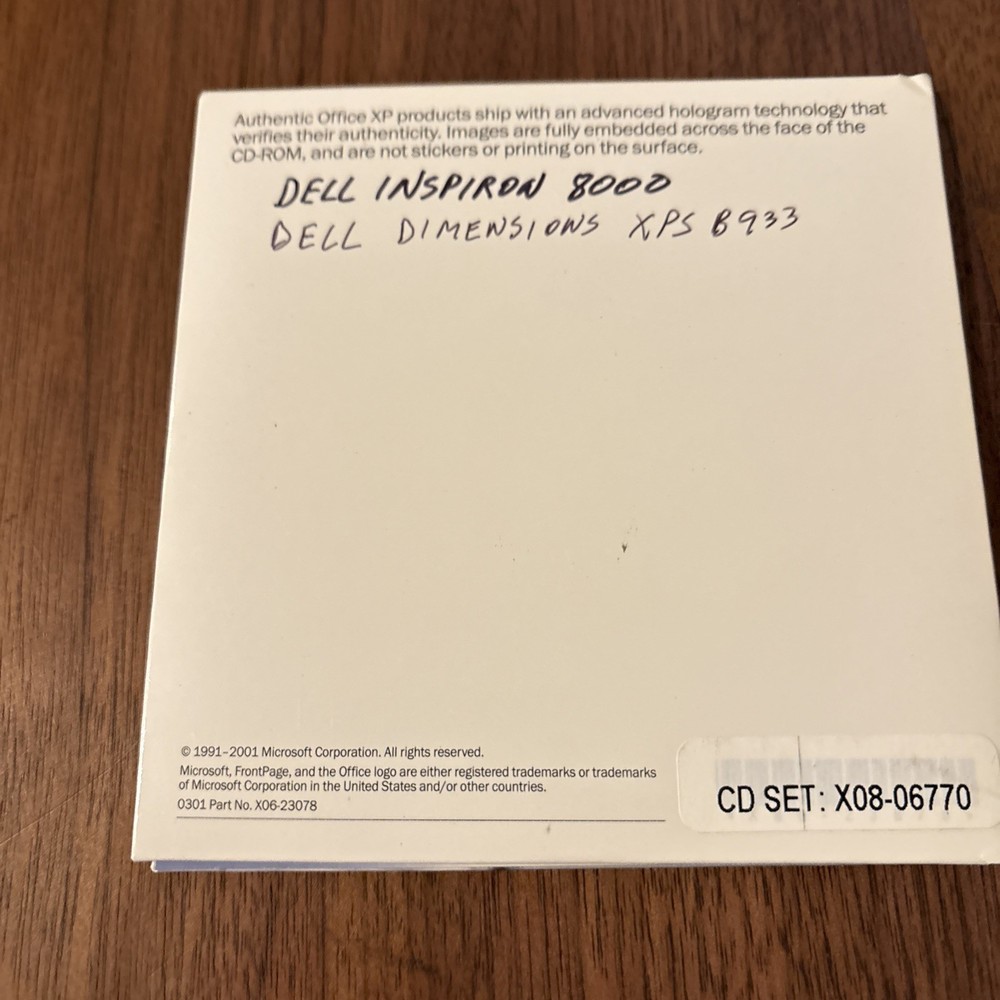 Authentic Office XP products ship with an advanced hologram technology that
verifies their authenticity. Images are fully embedded across the face of the
CD-ROM, and are not stickers or printing on the surface.
DELL INSPIRON 8000
DELL DIMENSIONS XPS B933
© 1991–2001 Microsoft Corporation. All rights reserved.
Microsoft, FrontPage, and the Office logo are either registered trademarks or trademarks
of Microsoft Corporation in the United States and/or other countries.
0301 Part No. X06-23078
CD SET: X08-06770